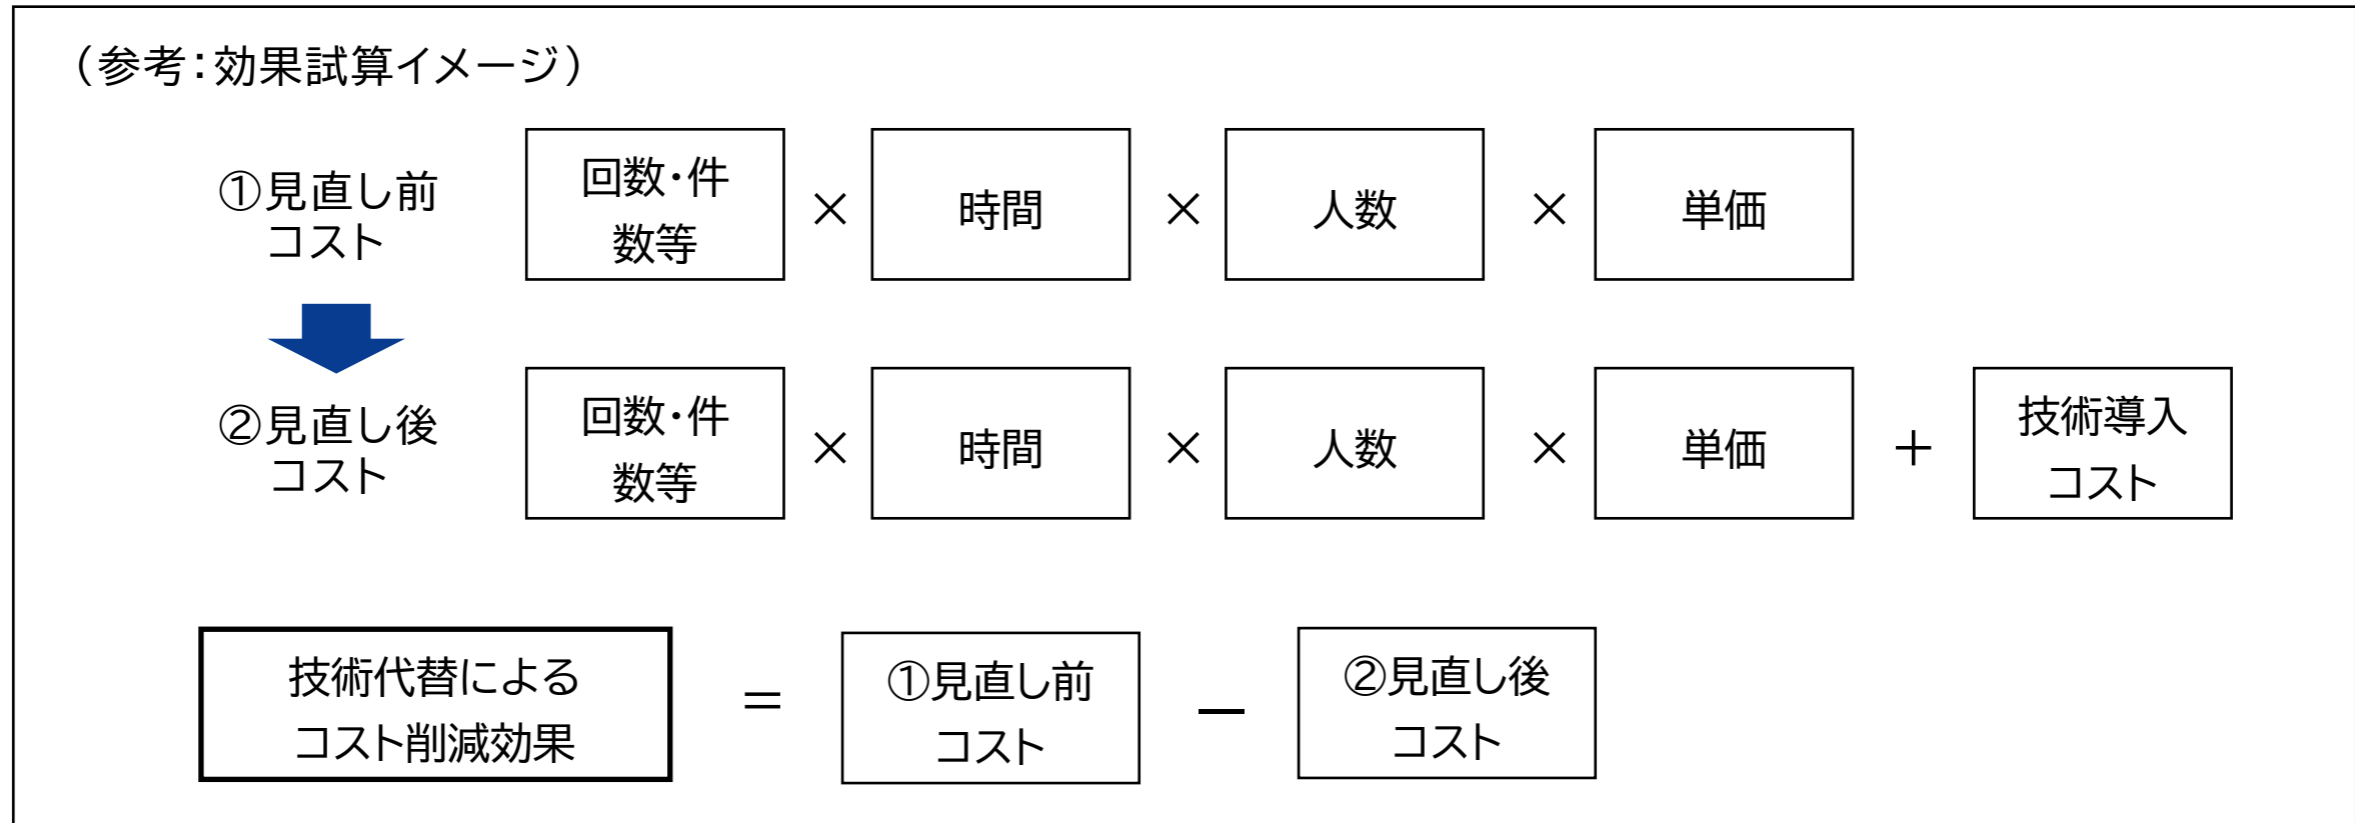 （参考：効果試算イメージ）
①見直し前
コスト
回数・件
数等
×
時間
×
人数
×
単価
②見直し後
コスト
回数・件
数等
×
時間
×
人数
×
単価
＋
技術導入
コスト
技術代替による
コスト削減効果
＝
①見直し前
コスト
－
②見直し後
コスト